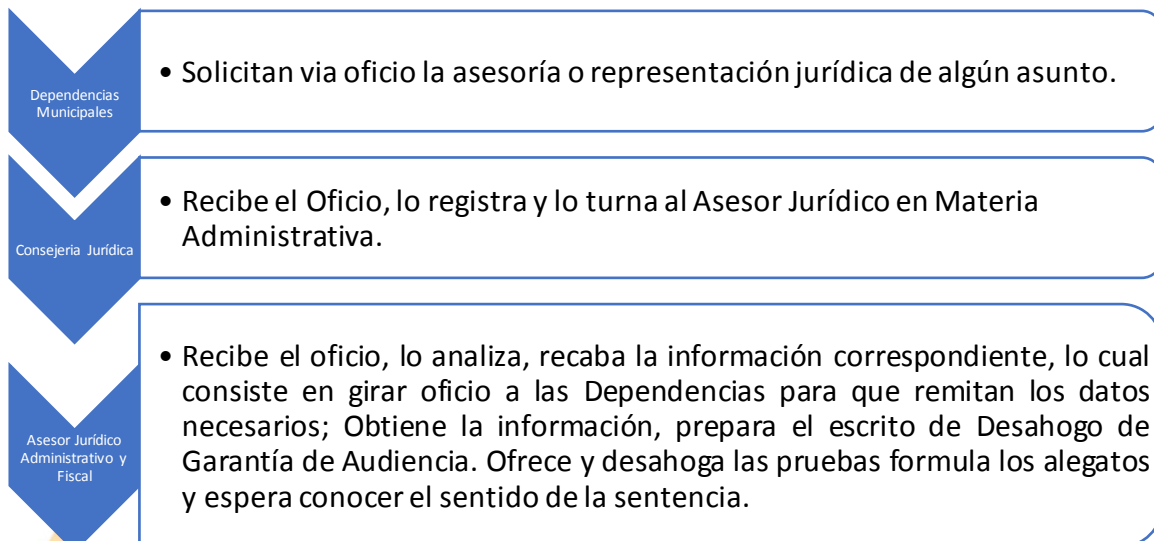 Dependencias
Municipales
• Solicitan via oficio la asesoría o representación jurídica de algún asunto.
Consejeria Jurídica
• Recibe el Oficio, lo registra y lo turna al Asesor Jurídico en Materia
Administrativa.
Asesor Jurídico
Administrativo y
Fiscal
• Recibe el oficio, lo analiza, recaba la información correspondiente, lo cual
consiste en girar oficio a las Dependencias para que remitan los datos
necesarios; Obtiene la información, prepara el escrito de Desahogo de
Garantía de Audiencia. Ofrece y desahoga las pruebas formula los alegatos
y espera conocer el sentido de la sentencia.